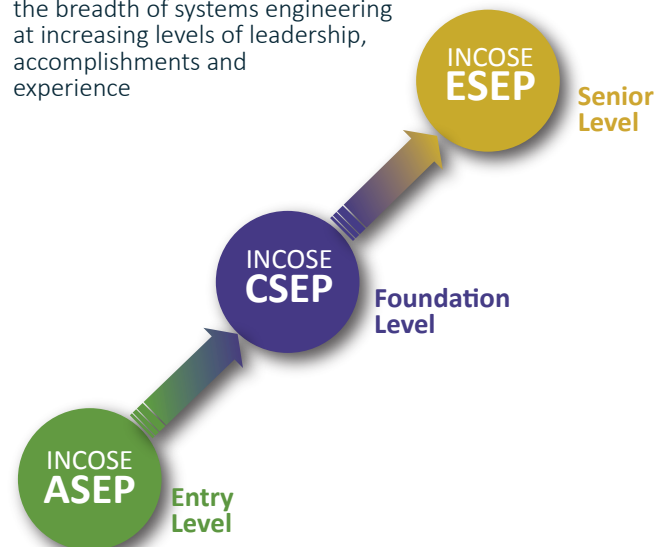 the breadth of systems engineering
at increasing levels of leadership,
accomplishments and
experience
INCOSE
ESEP
Senior
Level
INCOSE
CSEP
Foundation
Level
INCOSE
ASEP
Entry
Level